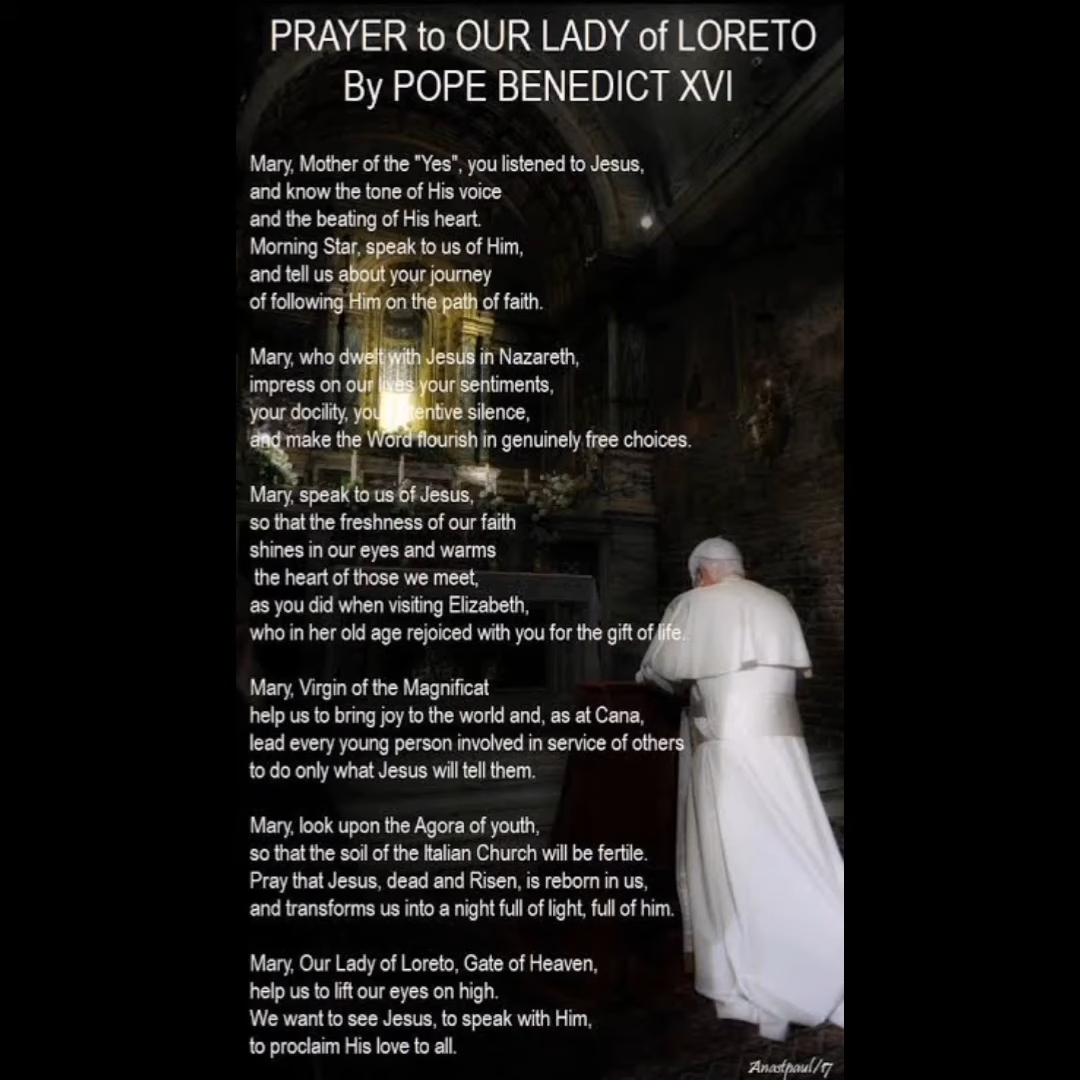 PRAYER to OUR LADY of LORETO
By POPE BENEDICT XVI
Mary, Mother of the "Yes", you listened to Jesus,
and know the tone of His voice
and the beating of His heart.
Morning Star, speak to us of Him,
and tell us about your journey
of following Him on the path of faith.
Mary, who dwelt with Jesus in Nazareth,
impress on our lives your sentiments,
your docility, your attentive silence,
and make the Word flourish in genuinely free choices.
Mary, speak to us of Jesus,
so that the freshness of our faith
shines in our eyes and warms
the heart of those we meet,
as you did when visiting Elizabeth,
who in her old age rejoiced with you for the gift of life.
Mary, Virgin of the Magnificat
help us to bring joy to the world and, as at Cana,
lead every young person involved in service of others
to do only what Jesus will tell them.
Mary, look upon the Agora of youth,
so that the soil of the Italian Church will be fertile.
Pray that Jesus, dead and Risen, is reborn in us,
and transforms us into a night full of light, full of him.
Mary, Our Lady of Loreto, Gate of Heaven,
help us to lift our eyes on high.
We want to see Jesus, to speak with Him,
to proclaim His love to all.
Anastpaul/17